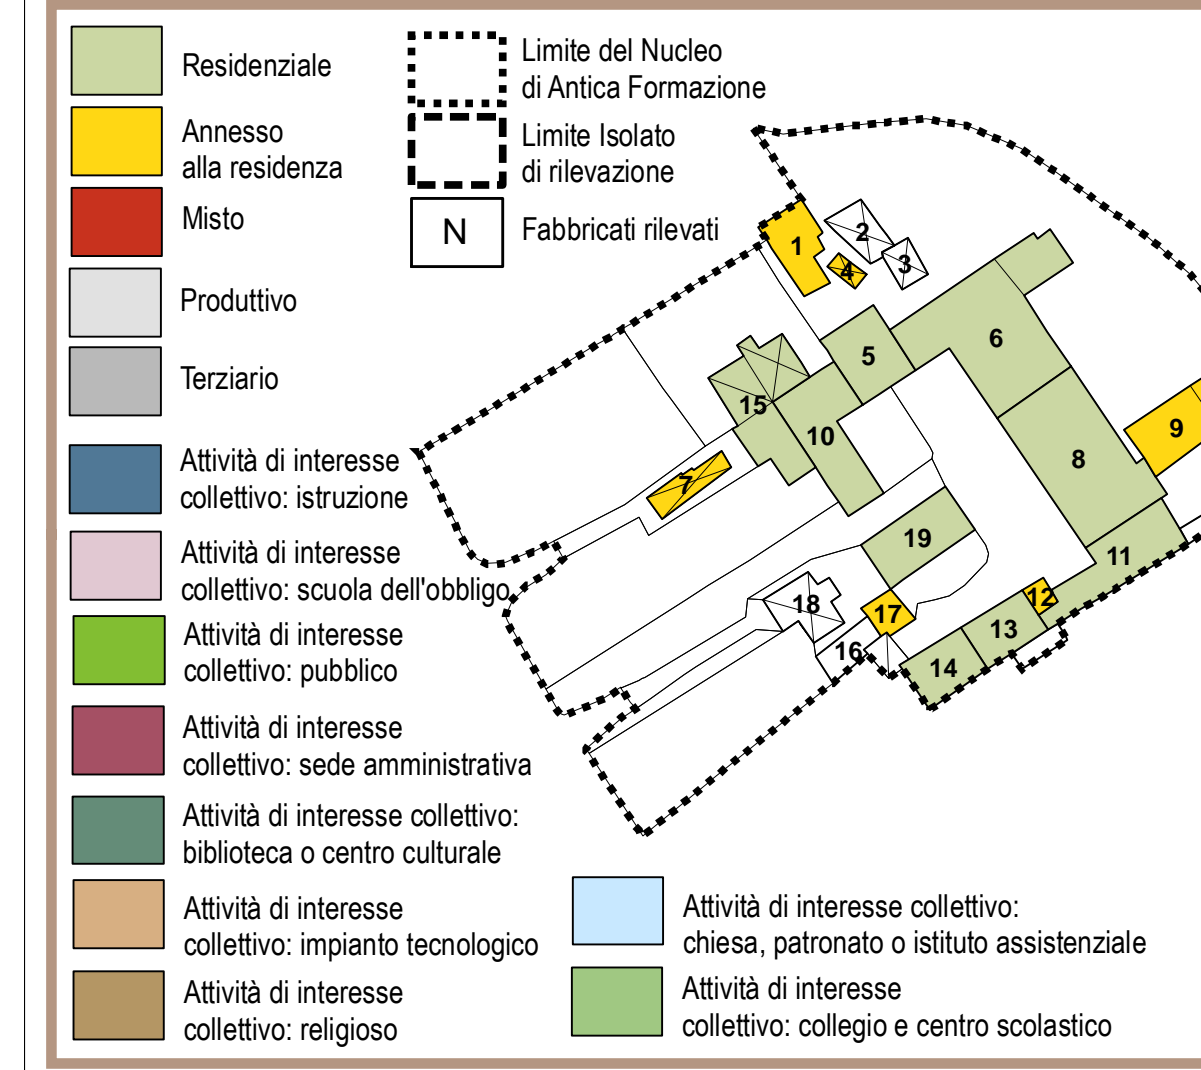 Residenziale
Annesso
alla residenza
Misto
Produttivo
Terziario
Attività di interesse
collettivo: istruzione
Attività di interesse
collettivo: scuola dell'obbligo
Attività di interesse
collettivo: pubblico
Attività di interesse
collettivo: sede amministrativa
Attività di interesse collettivo:
biblioteca o centro culturale
Attività di interesse
collettivo: impianto tecnologico
Attività di interesse
collettivo: religioso
Limite del Nucleo
di Antica Formazione
Limite Isolato
di rilevazione
N
Fabbricati rilevati
Attività di interesse collettivo:
chiesa, patronato o istituto assistenziale
Attività di interesse
collettivo: collegio e centro scolastico
1
2
3
4
5
6
15
10
9
8
7
19
11
18
17
12
13
16
14